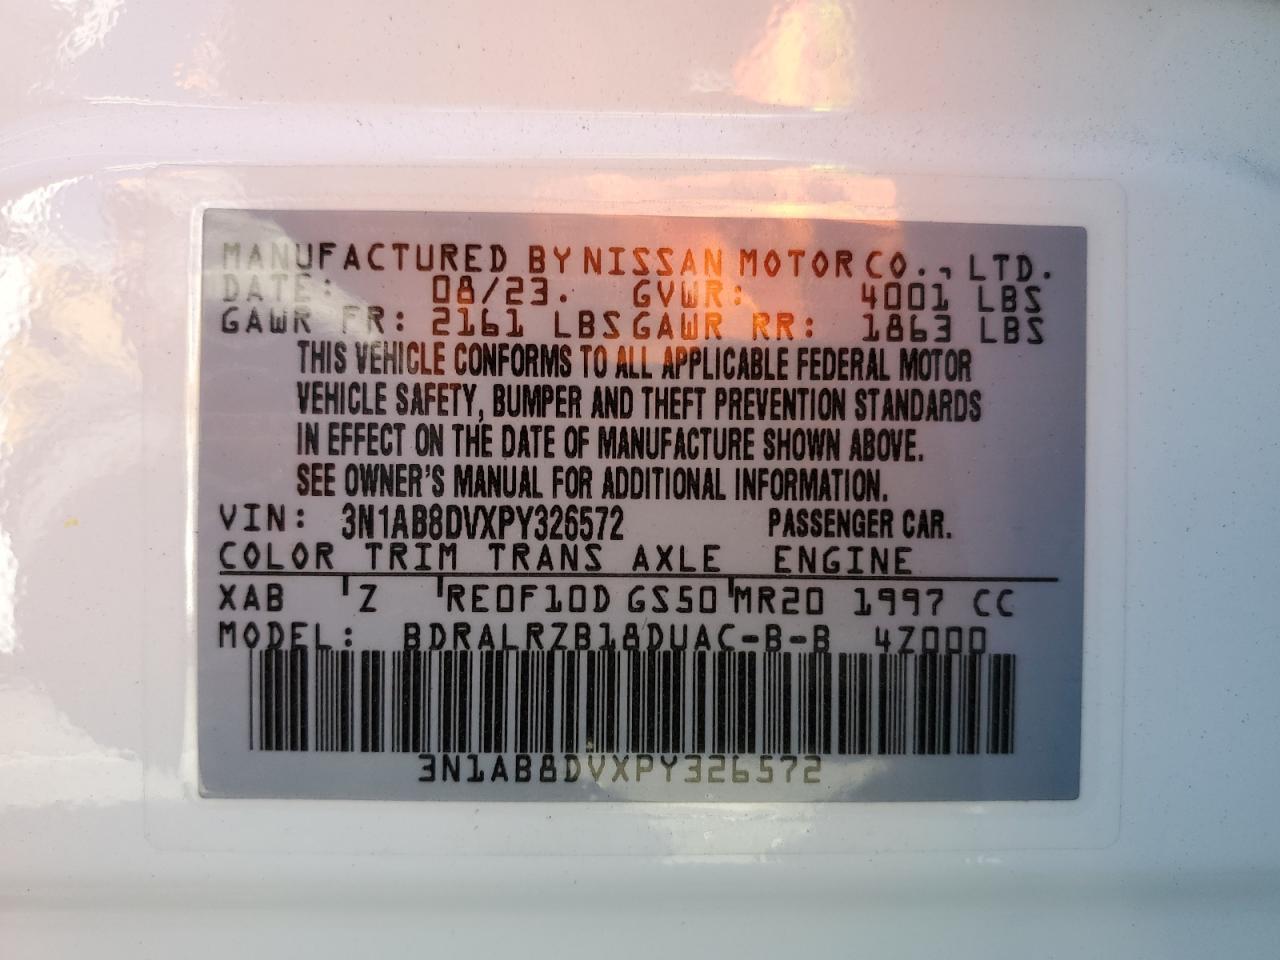 MANUFACTURED BY NISSAN MOTOR CO., LTD.
DATE: 08/23. GVWR: 4001 LBS
GAWR FR: 2161 LBS GAWR RR: 1863 LBS
THIS VEHICLE CONFORMS TO ALL APPLICABLE FEDERAL MOTOR
VEHICLE SAFETY, BUMPER AND THEFT PREVENTION STANDARDS
IN EFFECT ON THE DATE OF MANUFACTURE SHOWN ABOVE.
SEE OWNER'S MANUAL FOR ADDITIONAL INFORMATION.
VIN: 3N1AB8DVXPY326572 PASSENGER CAR.
COLOR TRIM TRANS AXLE ENGINE
XAB Z RE0F10D GS50 MR20 1997 CC
MODEL: BDRALRZB18DUAC-B-B 4Z000
3N1AB8DVXPY326572